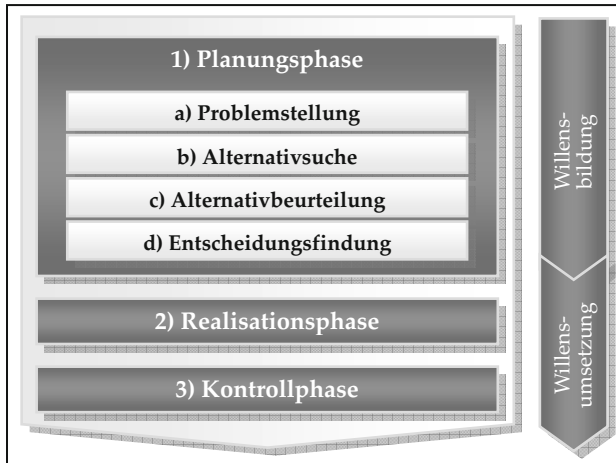 1) Planungsphase
a) Problemstellung
b) Alternativsuche
c) Alternativbeurteilung
d) Entscheidungsfindung
2) Realisationsphase
3) Kontrollphase
Willens-
bildung
Willens-
umsetzung